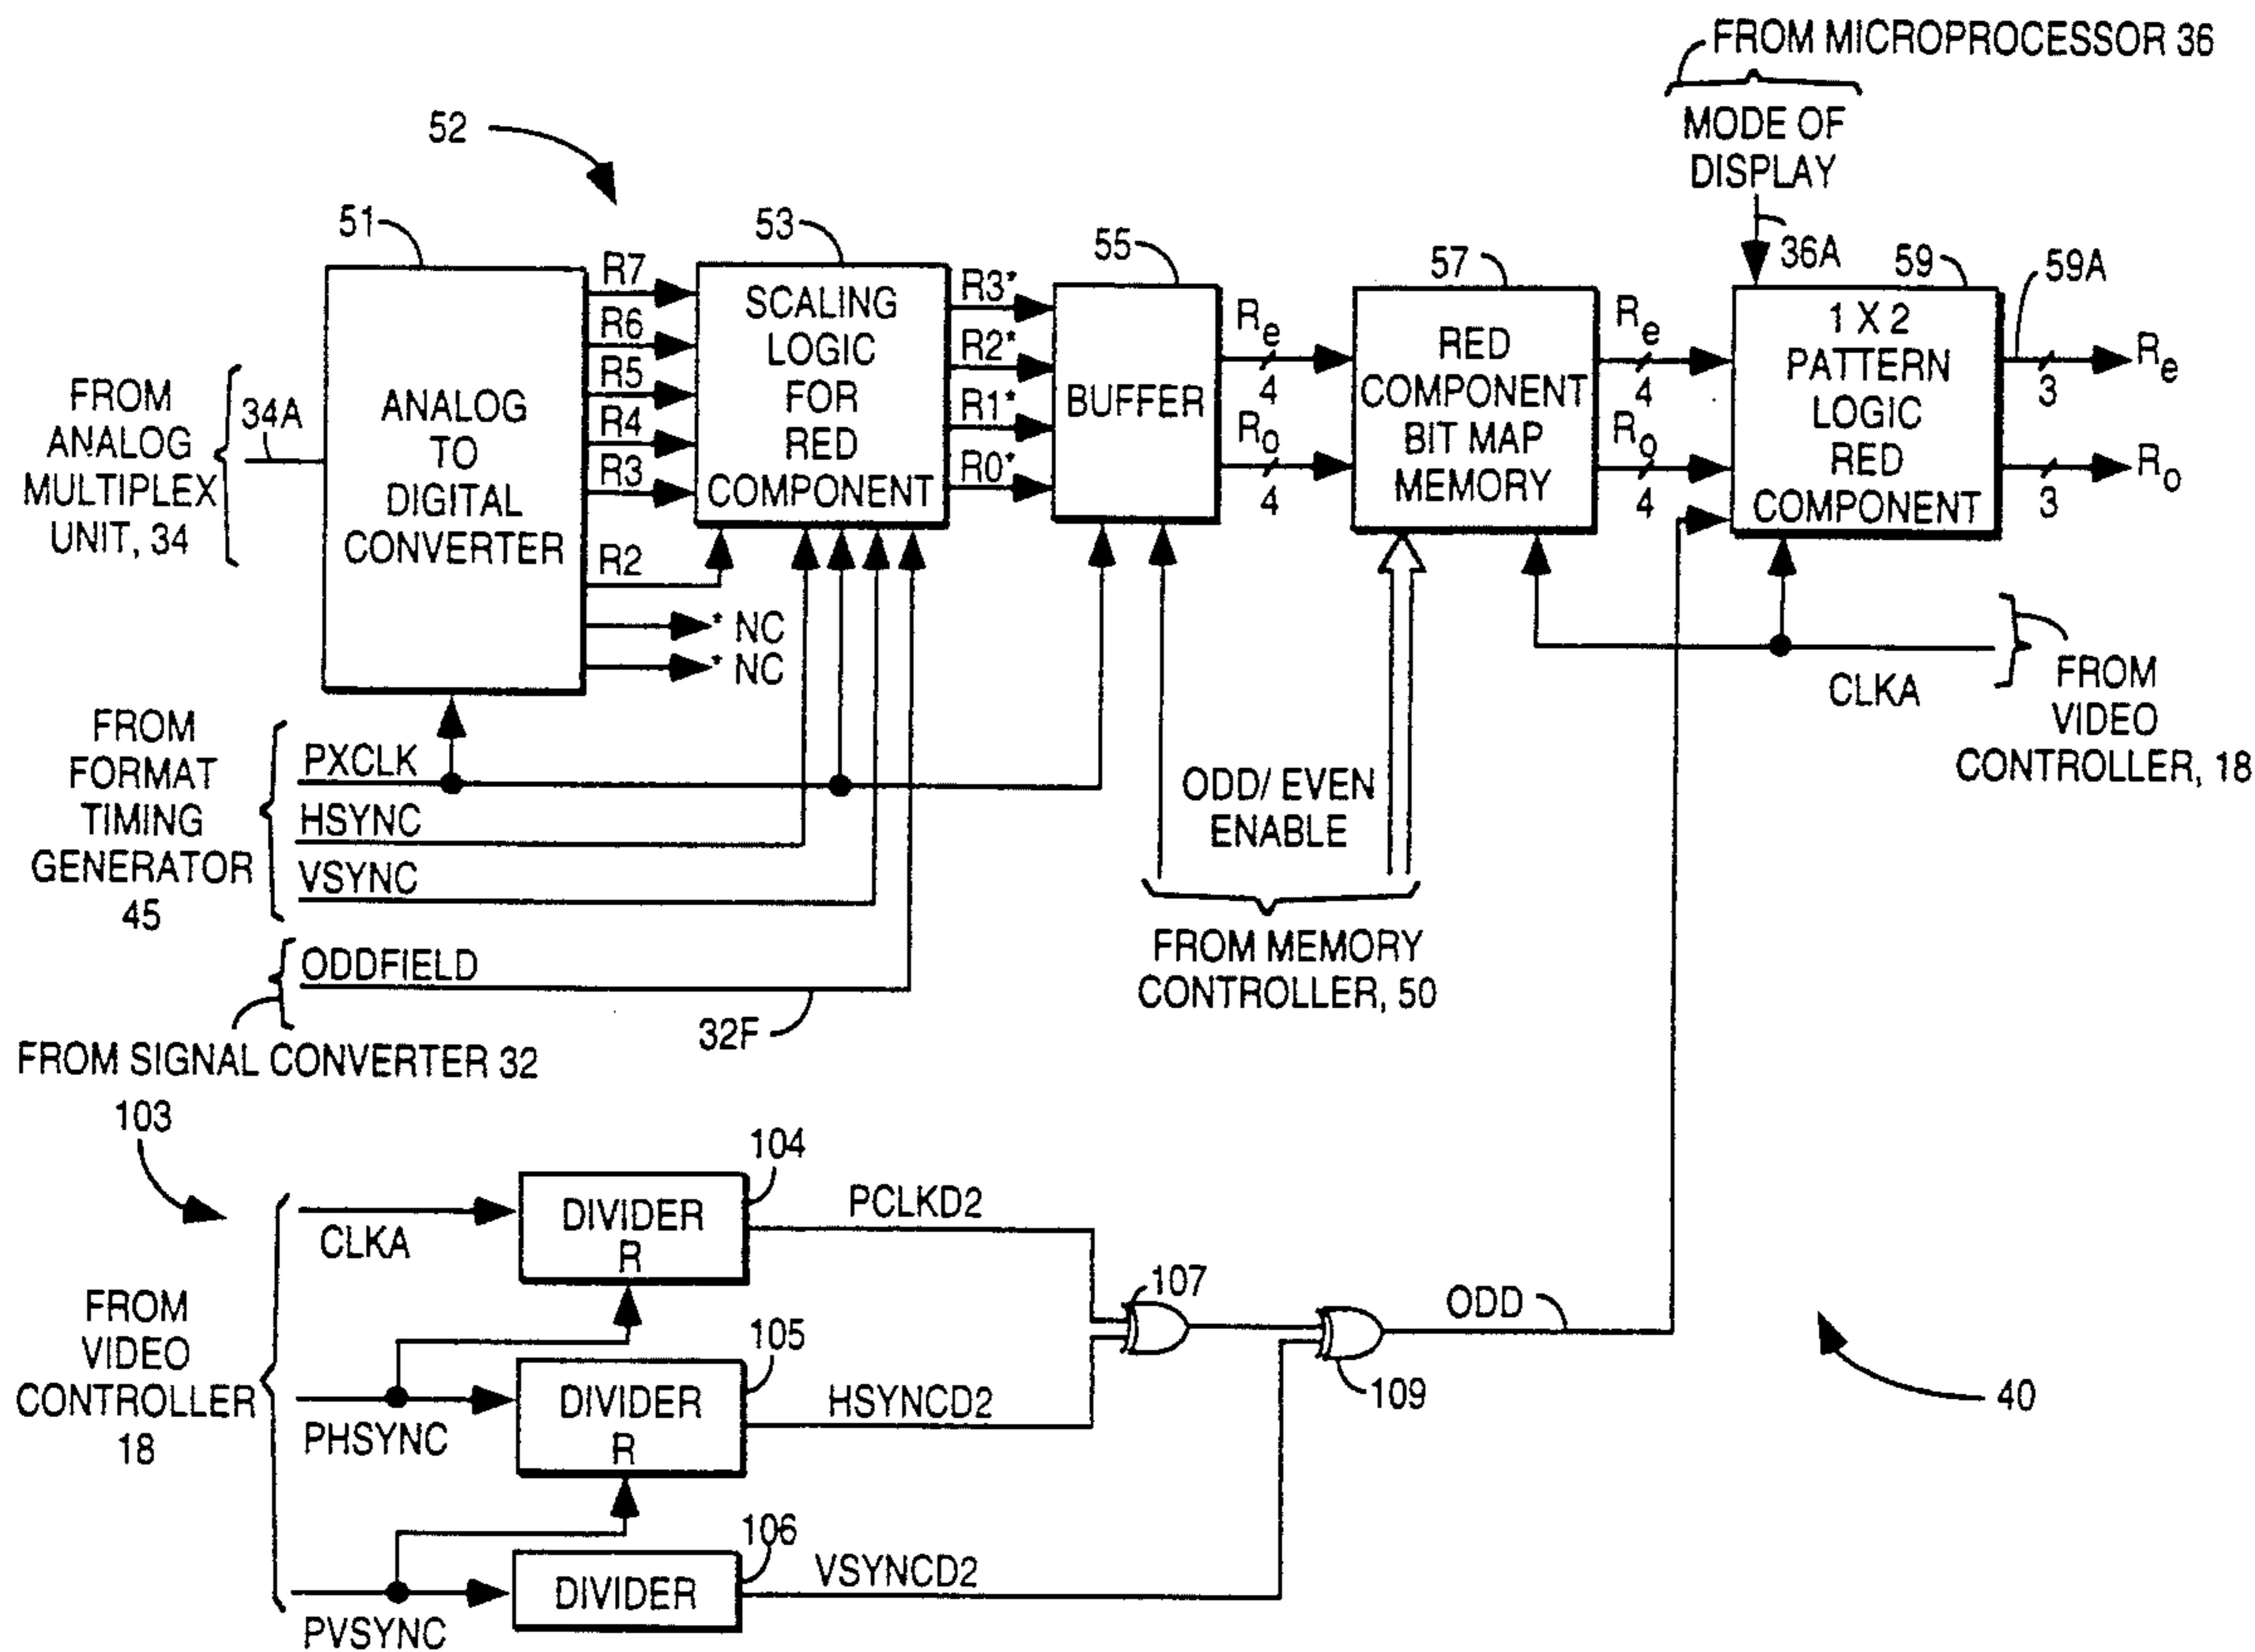 FROM MICROPROCESSOR 36
MODE OF
DISPLAY
36A
52
51
53
55
57
59
59A
FROM
ANALOG
MULTIPLEX
UNIT, 34
34A
ANALOG
TO
DIGITAL
CONVERTER
R7
R6
R5
R4
R3
R2
* NC
* NC
SCALING
LOGIC
FOR
RED
COMPONENT
R3*
R2*
R1*
R0*
BUFFER
Re
4
Ro
4
RED
COMPONENT
BIT MAP
MEMORY
Re
4
Ro
4
1 X 2
PATTERN
LOGIC
RED
COMPONENT
3
Re
3
Ro
FROM
FORMAT
TIMING
GENERATOR
45
PXCLK
HSYNC
VSYNC
ODDFIELD
32F
FROM SIGNAL CONVERTER 32
ODD/ EVEN
ENABLE
FROM MEMORY
CONTROLLER, 50
CLKA
FROM
VIDEO
CONTROLLER, 18
103
FROM
VIDEO
CONTROLLER
18
CLKA
PHSYNC
PVSYNC
104
DIVIDER
R
PCLKD2
105
DIVIDER
R
HSYNCD2
106
DIVIDER
VSYNCD2
107
109
ODD
40